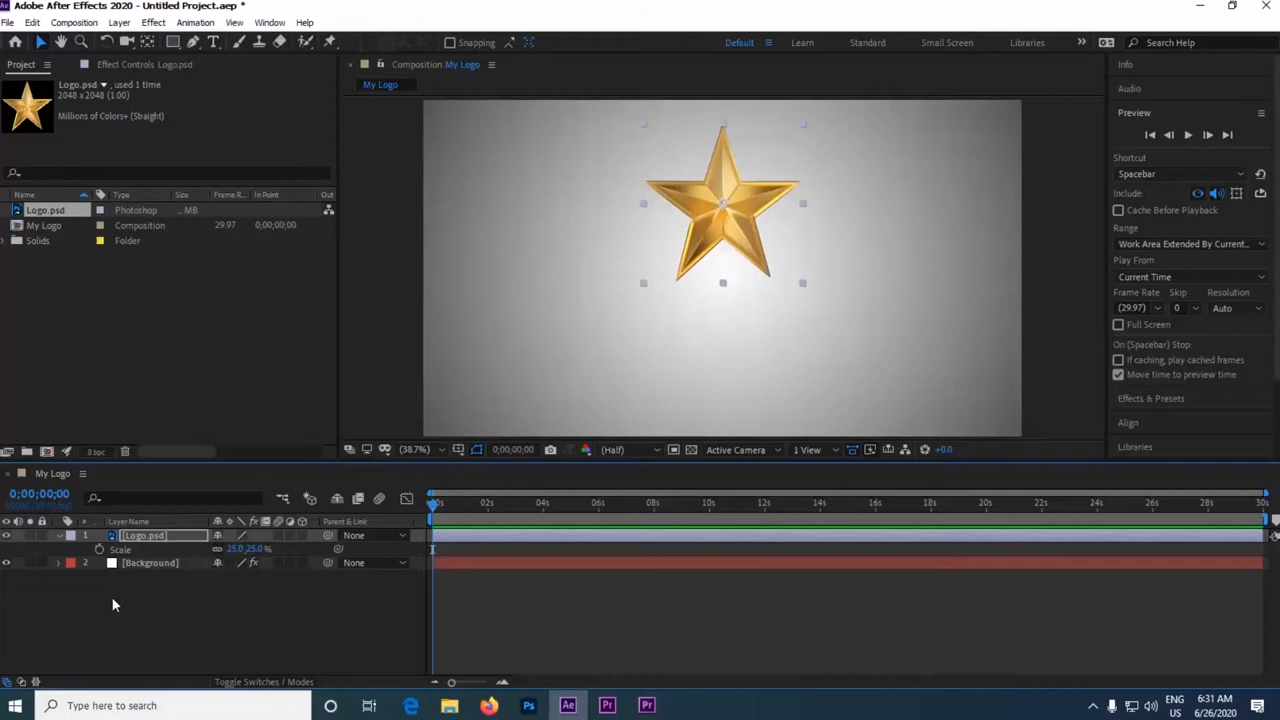 Adobe After Effects 2020 - Untitled Project.aep *
File Edit Composition Layer Effect Animation View Window Help
Snapping Default Learn Standard Small Screen Libraries Search Help
Project Effect Controls Logo.psd
Logo.psd ▼, used 1 time
2048 x 2048 (1.00)
Millions of Colors+ (Straight)
Name Type Size Frame R... In Point Out
Logo.psd Photoshop ... MB
My Logo Composition 29.97 0;00;00;00
Solids Folder
8 bpc
Composition My Logo
My Logo
(38.7%) 0;00;00;00 (Half) Active Camera 1 View +0.0
Info
Audio
Preview
Shortcut
Spacebar
Include:
Cache Before Playback
Range
Work Area Extended By Current...
Play From
Current Time
Frame Rate Skip Resolution
(29.97) 0 Auto
Full Screen
On (Spacebar) Stop:
If caching, play cached frames
Move time to preview time
Effects & Presets
Align
Libraries
My Logo
0;00;00;00
:00s 02s 04s 06s 08s 10s 12s 14s 16s 18s 20s 22s 24s 26s 28s 30s
# Layer Name Parent & Link
1 [Logo.psd] None
Scale 25.0, 25.0 %
2 [Background] None
Toggle Switches / Modes
Type here to search
ENG 6:31 AM
US 6/26/2020